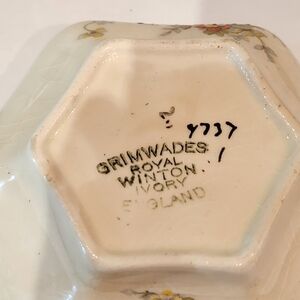 4737
GRIMWADES
ROYAL
WINTON
IVORY
ENGLAND